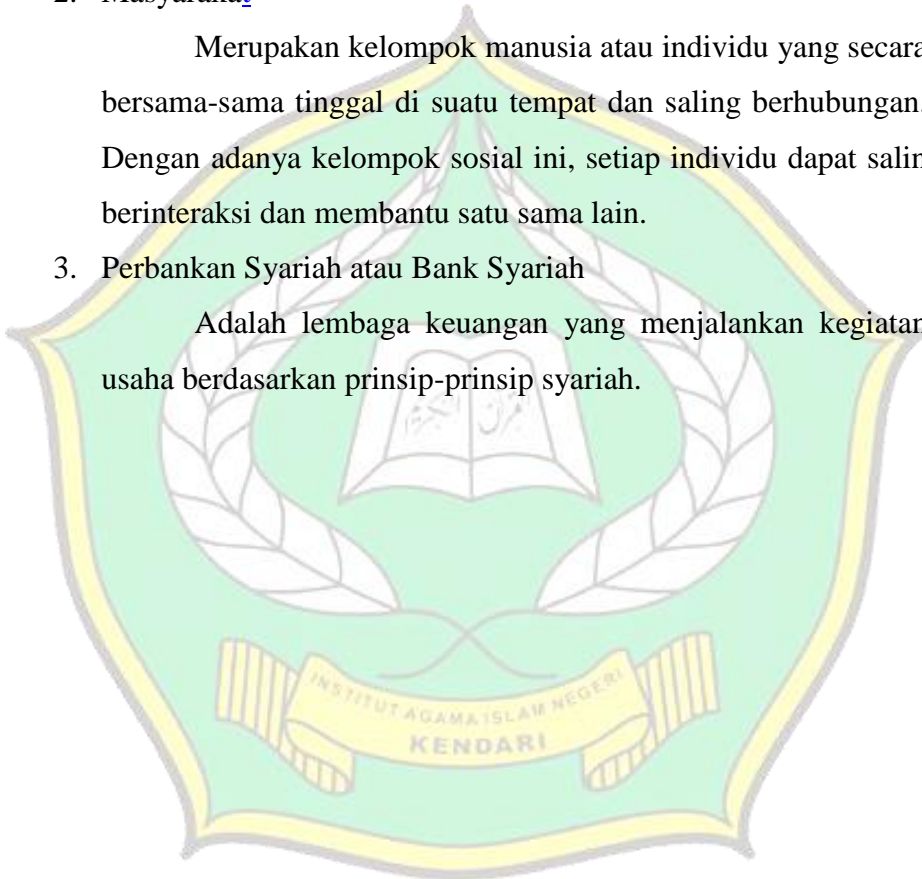 2. Masyarakat
Merupakan kelompok manusia atau individu yang secara
bersama-sama tinggal di suatu tempat dan saling berhubungan.
Dengan adanya kelompok sosial ini, setiap individu dapat salin
berinteraksi dan membantu satu sama lain.
3. Perbankan Syariah atau Bank Syariah
Adalah lembaga keuangan yang menjalankan kegiatan
usaha berdasarkan prinsip-prinsip syariah.
INSTITUT AGAMA ISLAM NEGERI
KENDARI